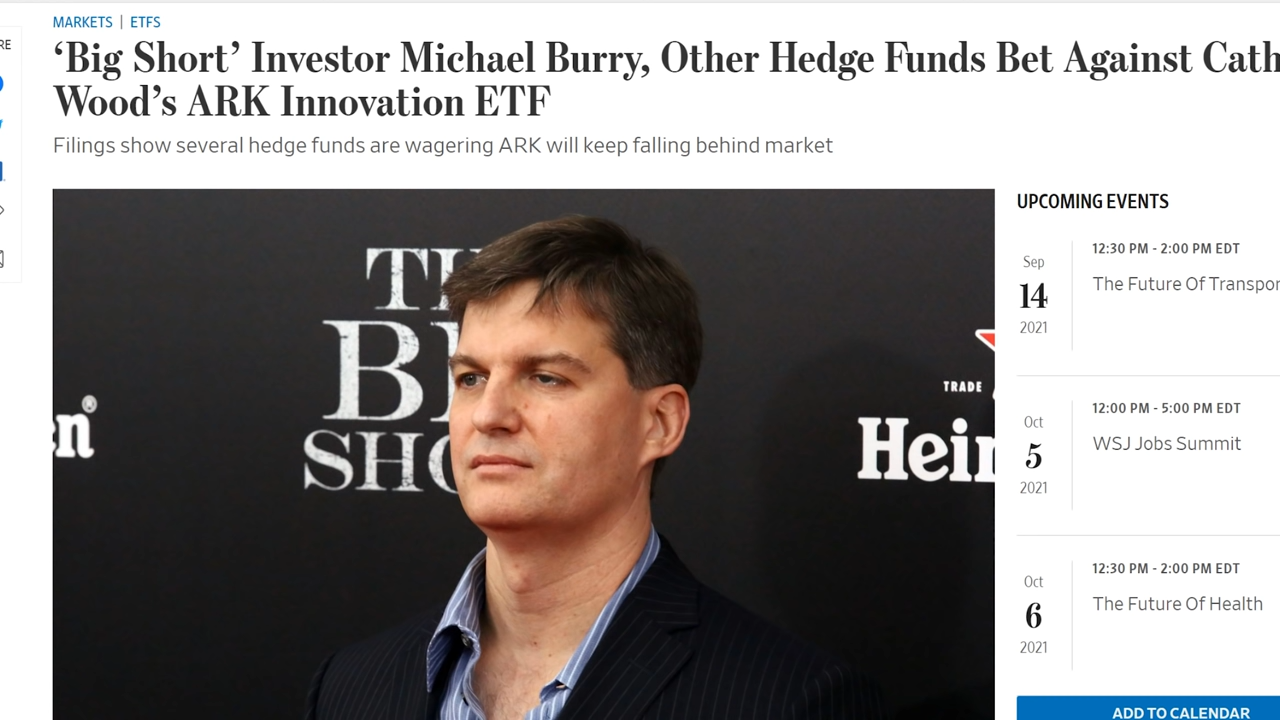 RE
MARKETS | ETFS
‘Big Short’ Investor Michael Burry, Other Hedge Funds Bet Against Cath
Wood’s ARK Innovation ETF
Filings show several hedge funds are wagering ARK will keep falling behind market
TH
BI
SHO
en®
TRADE
Hein
UPCOMING EVENTS
Sep
14
2021
12:30 PM - 2:00 PM EDT
The Future Of Transpor
Oct
5
2021
12:00 PM - 5:00 PM EDT
WSJ Jobs Summit
Oct
6
2021
12:30 PM - 2:00 PM EDT
The Future Of Health
ADD TO CALENDAR